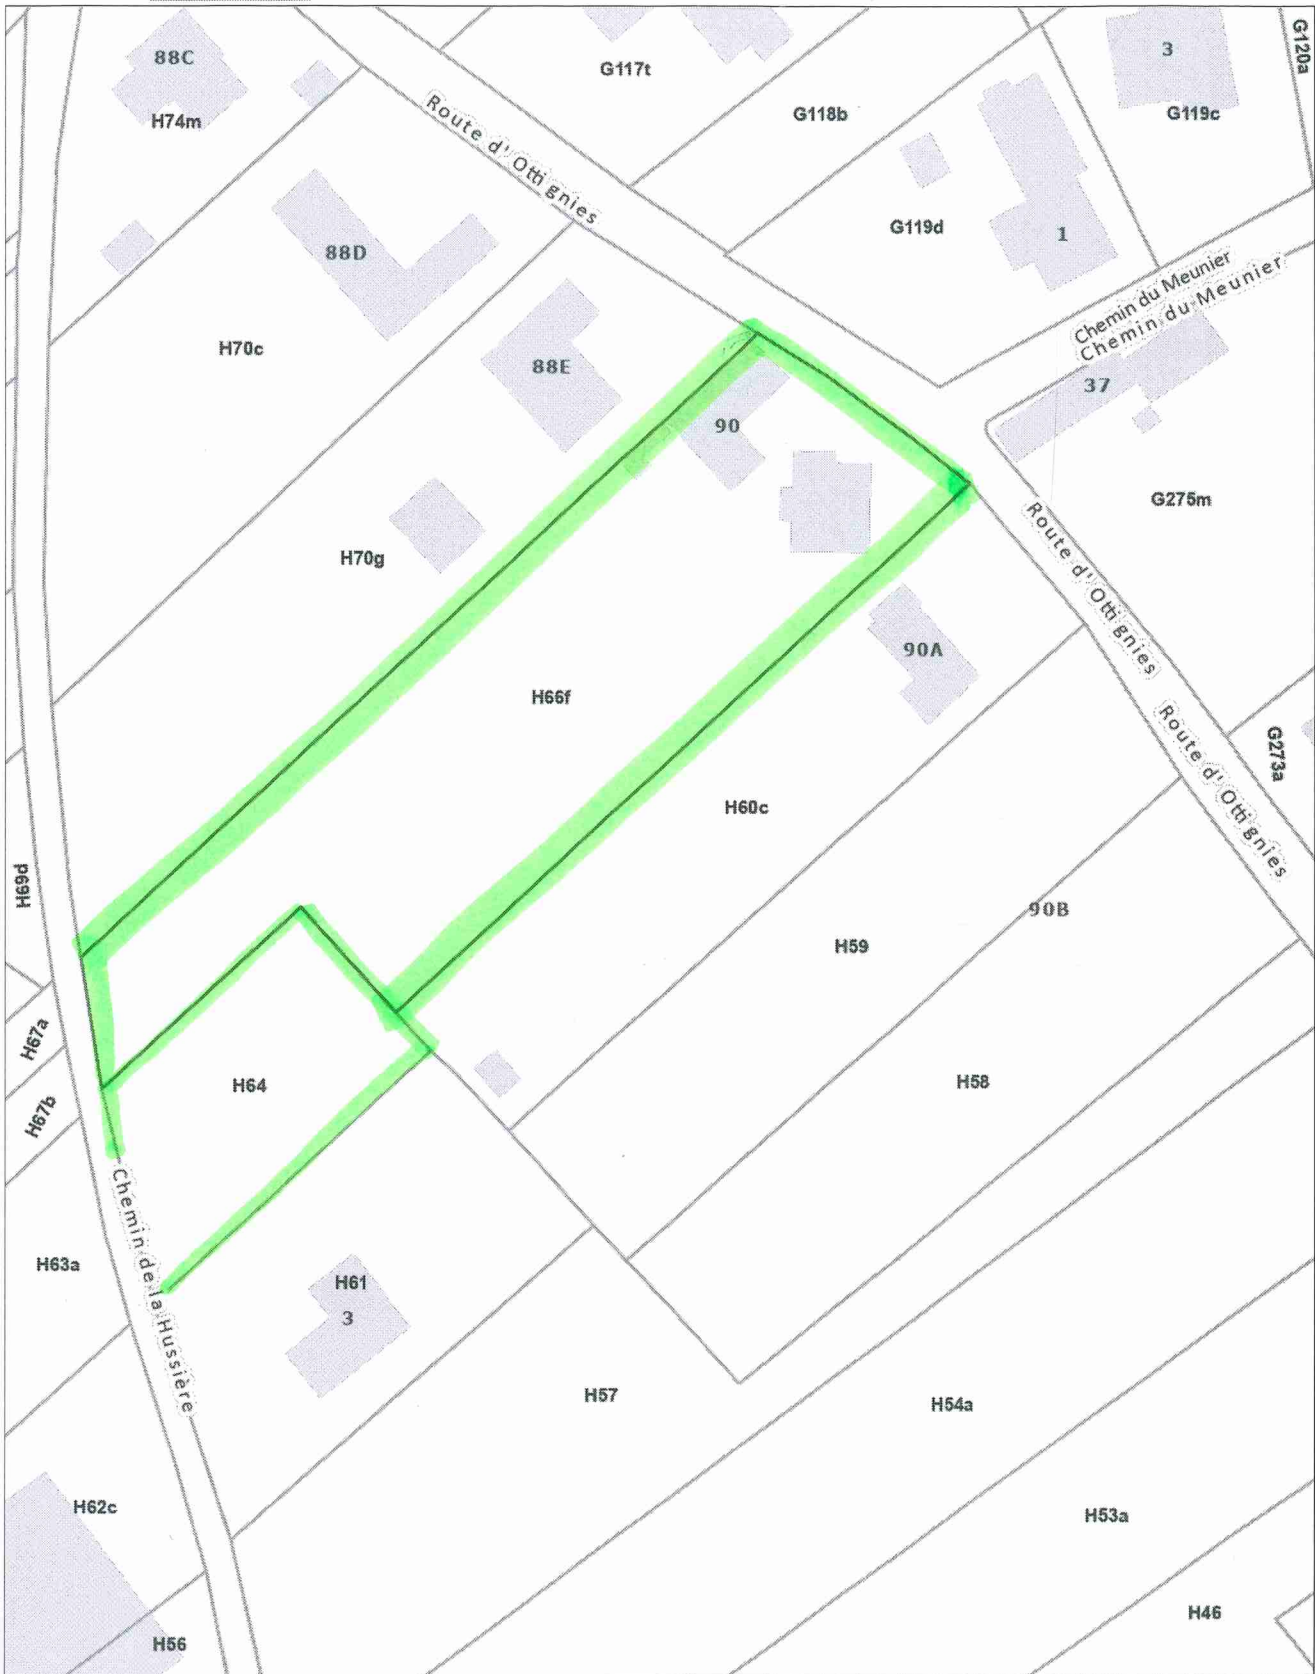 3
G120a
88C
G117t
G119c
H74m
G118b
Route d' Ottignies
G119d
1
88D
Chemin du Meunier
Chemin du Meunier
H70c
88E
37
90
G275m
H70g
Route d' Ottignies
90A
H66f
Route d' Ottignies
G273a
H60c
H69d
90B
H59
H67a
H64
H58
H67b
Chemin de la Hussière
H63a
H61
3
H57
H54a
H62c
H53a
H46
H56